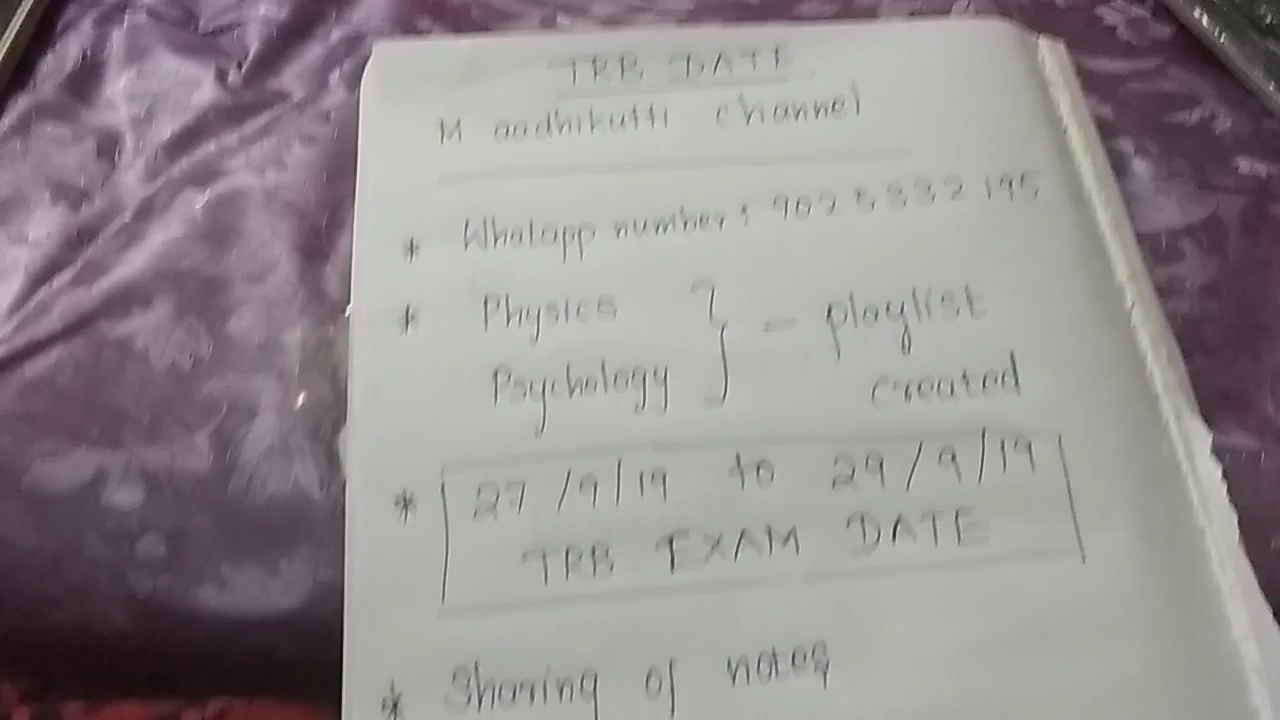 TRB DATE
M aadhikutti channel
* Whatapp number : 9025332195
* Physics } - playlist
Psychology created
* 27/9/19 to 29/9/19
TRB EXAM DATE
* Sharing of notes